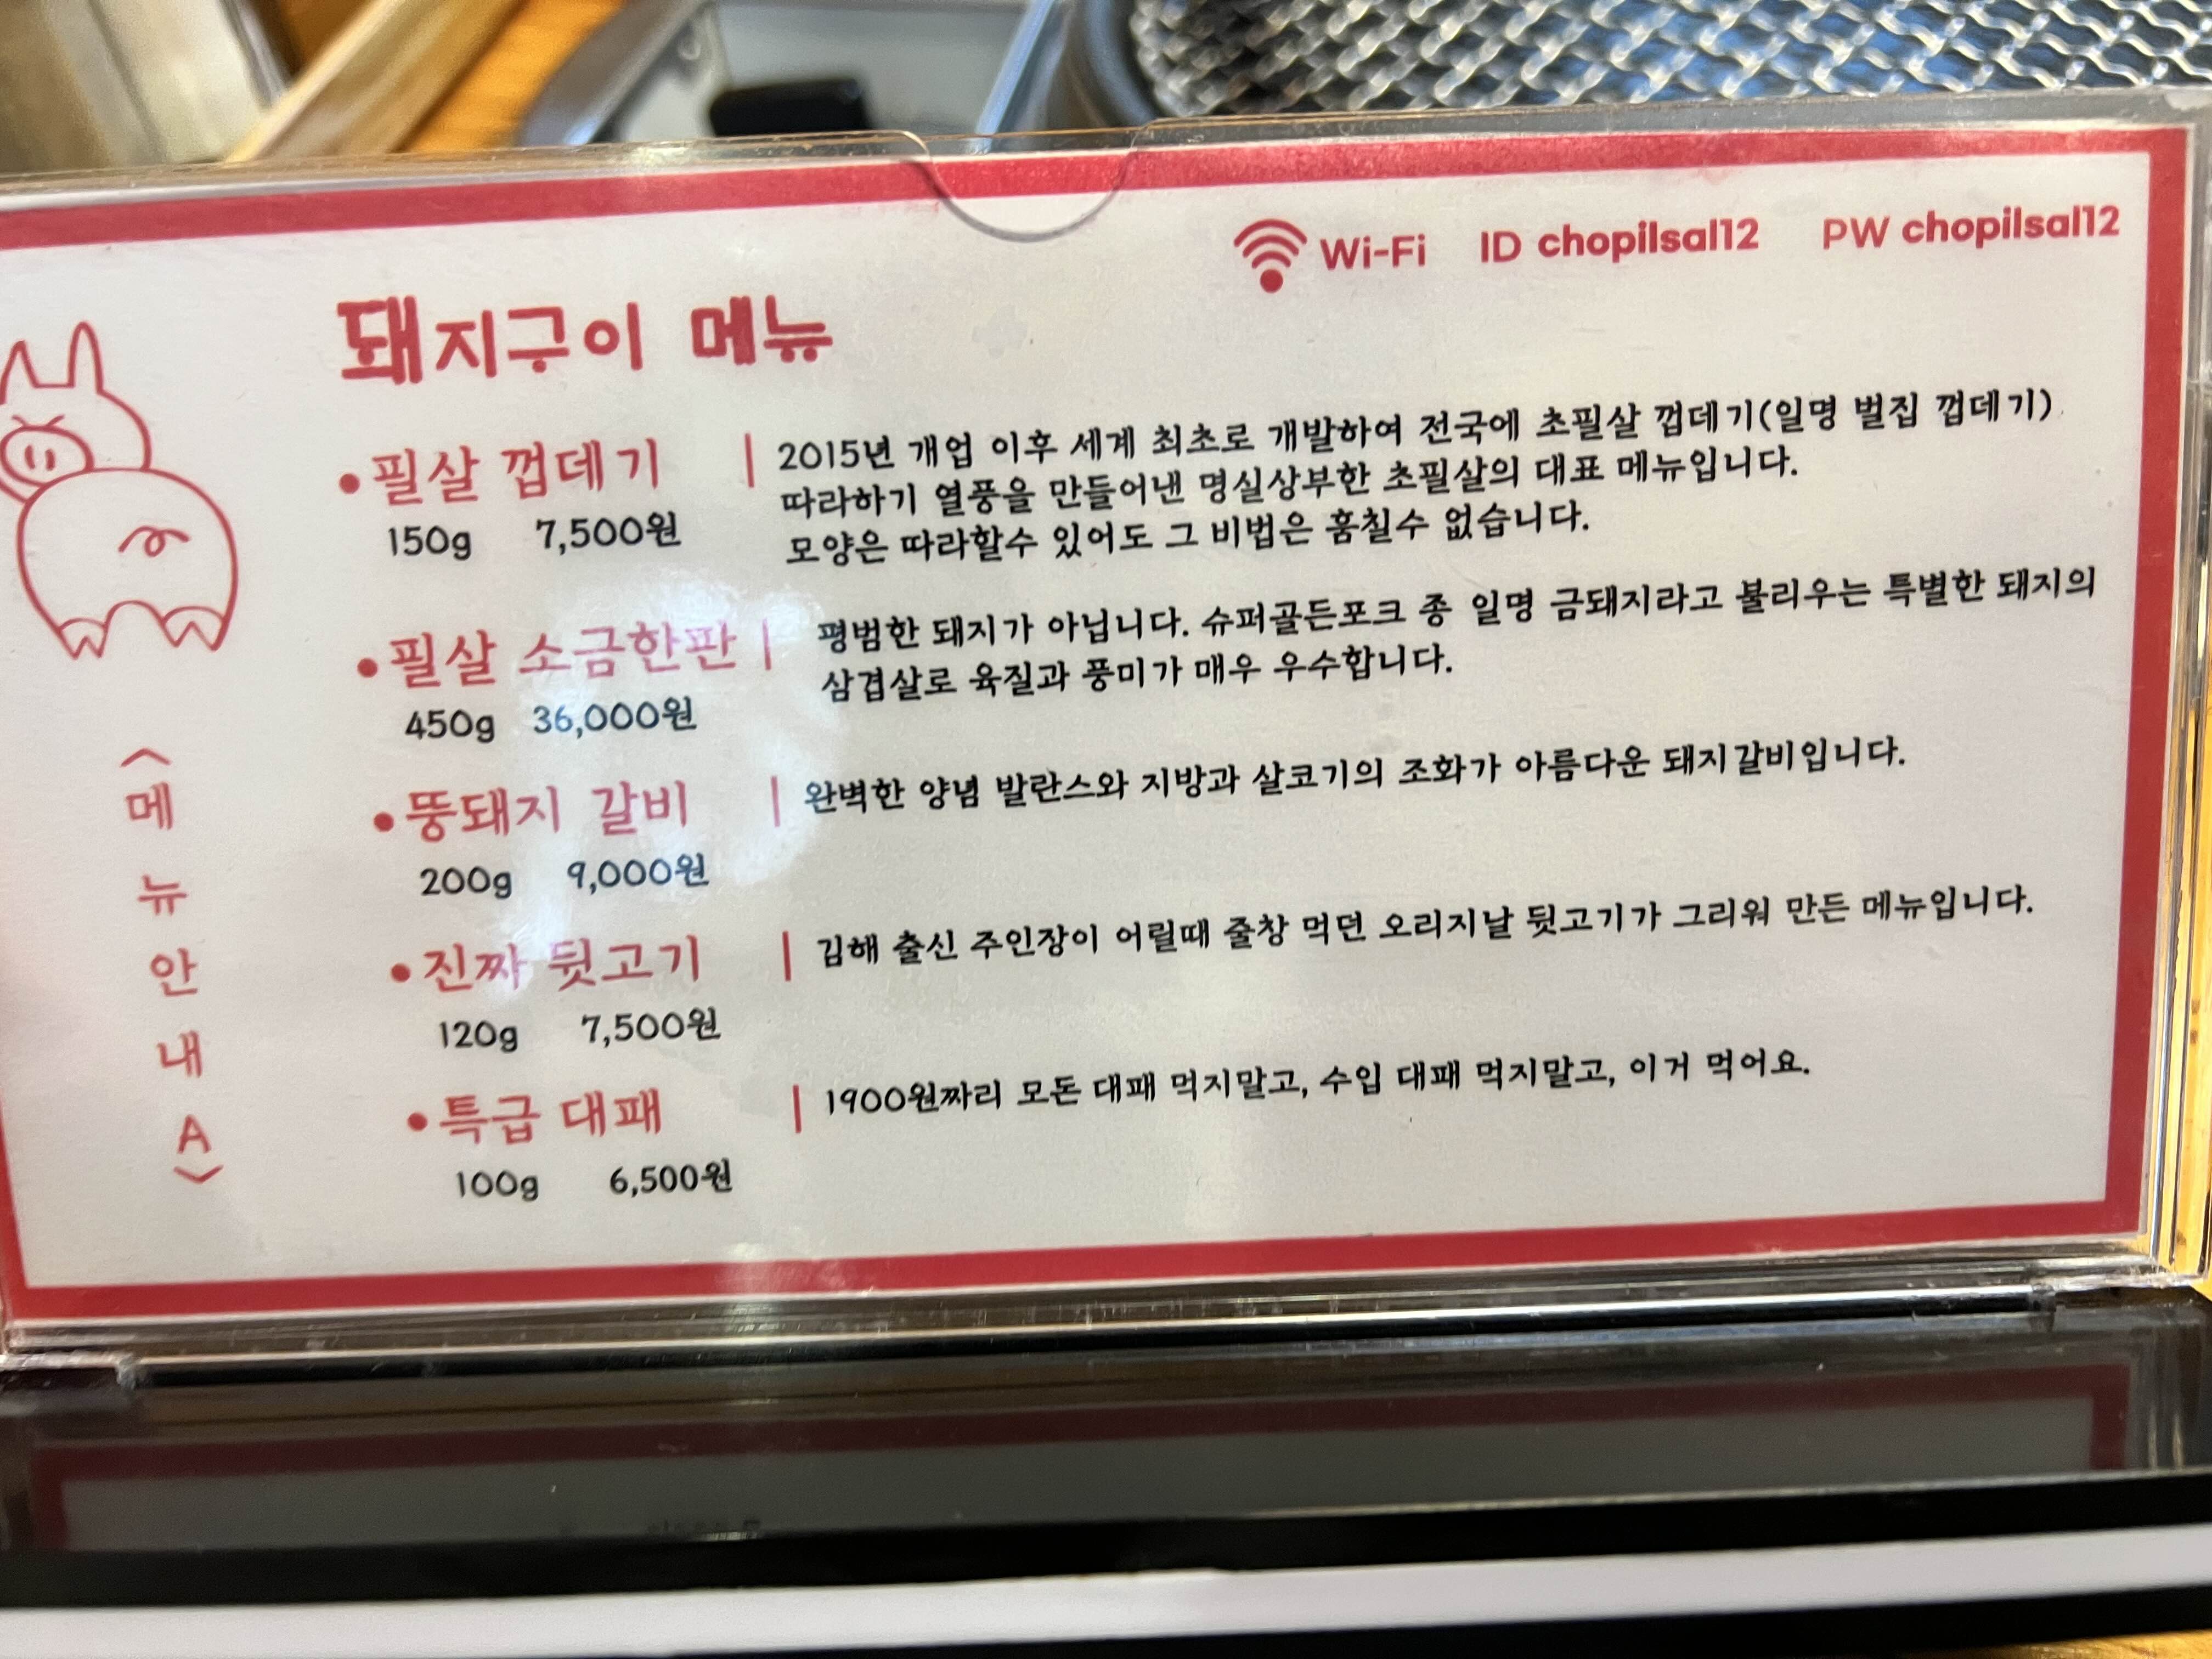 Wi-Fi ID chopilsal12 PW chopilsal12
돼지구이 메뉴
필살 껍데기
150g 7,500원
2015년 개업 이후 세계 최초로 개발하여 전국에 초필살 껍데기(일명 벌집 껍데기)
따라하기 열풍을 만들어낸 명실상부한 초필살의 대표 메뉴입니다.
모양은 따라할수 있어도 그 비법은 훔칠수 없습니다.
필살 소금한판
450g 36,000원
평범한 돼지가 아닙니다. 슈퍼골든포크 종 일명 금돼지라고 불리우는 특별한 돼지의
삼겹살로 육질과 풍미가 매우 우수합니다.
뚱돼지 갈비
200g 9,000원
완벽한 양념 발란스와 지방과 살코기의 조화가 아름다운 돼지갈비입니다.
진짜 뒷고기
120g 7,500원
김해 출신 주인장이 어릴때 줄창 먹던 오리지날 뒷고기가 그리워 만든 메뉴입니다.
특급 대패
100g 6,500원
1900원짜리 모돈 대패 먹지말고, 수입 대패 먹지말고, 이거 먹어요.
<메뉴안내A>